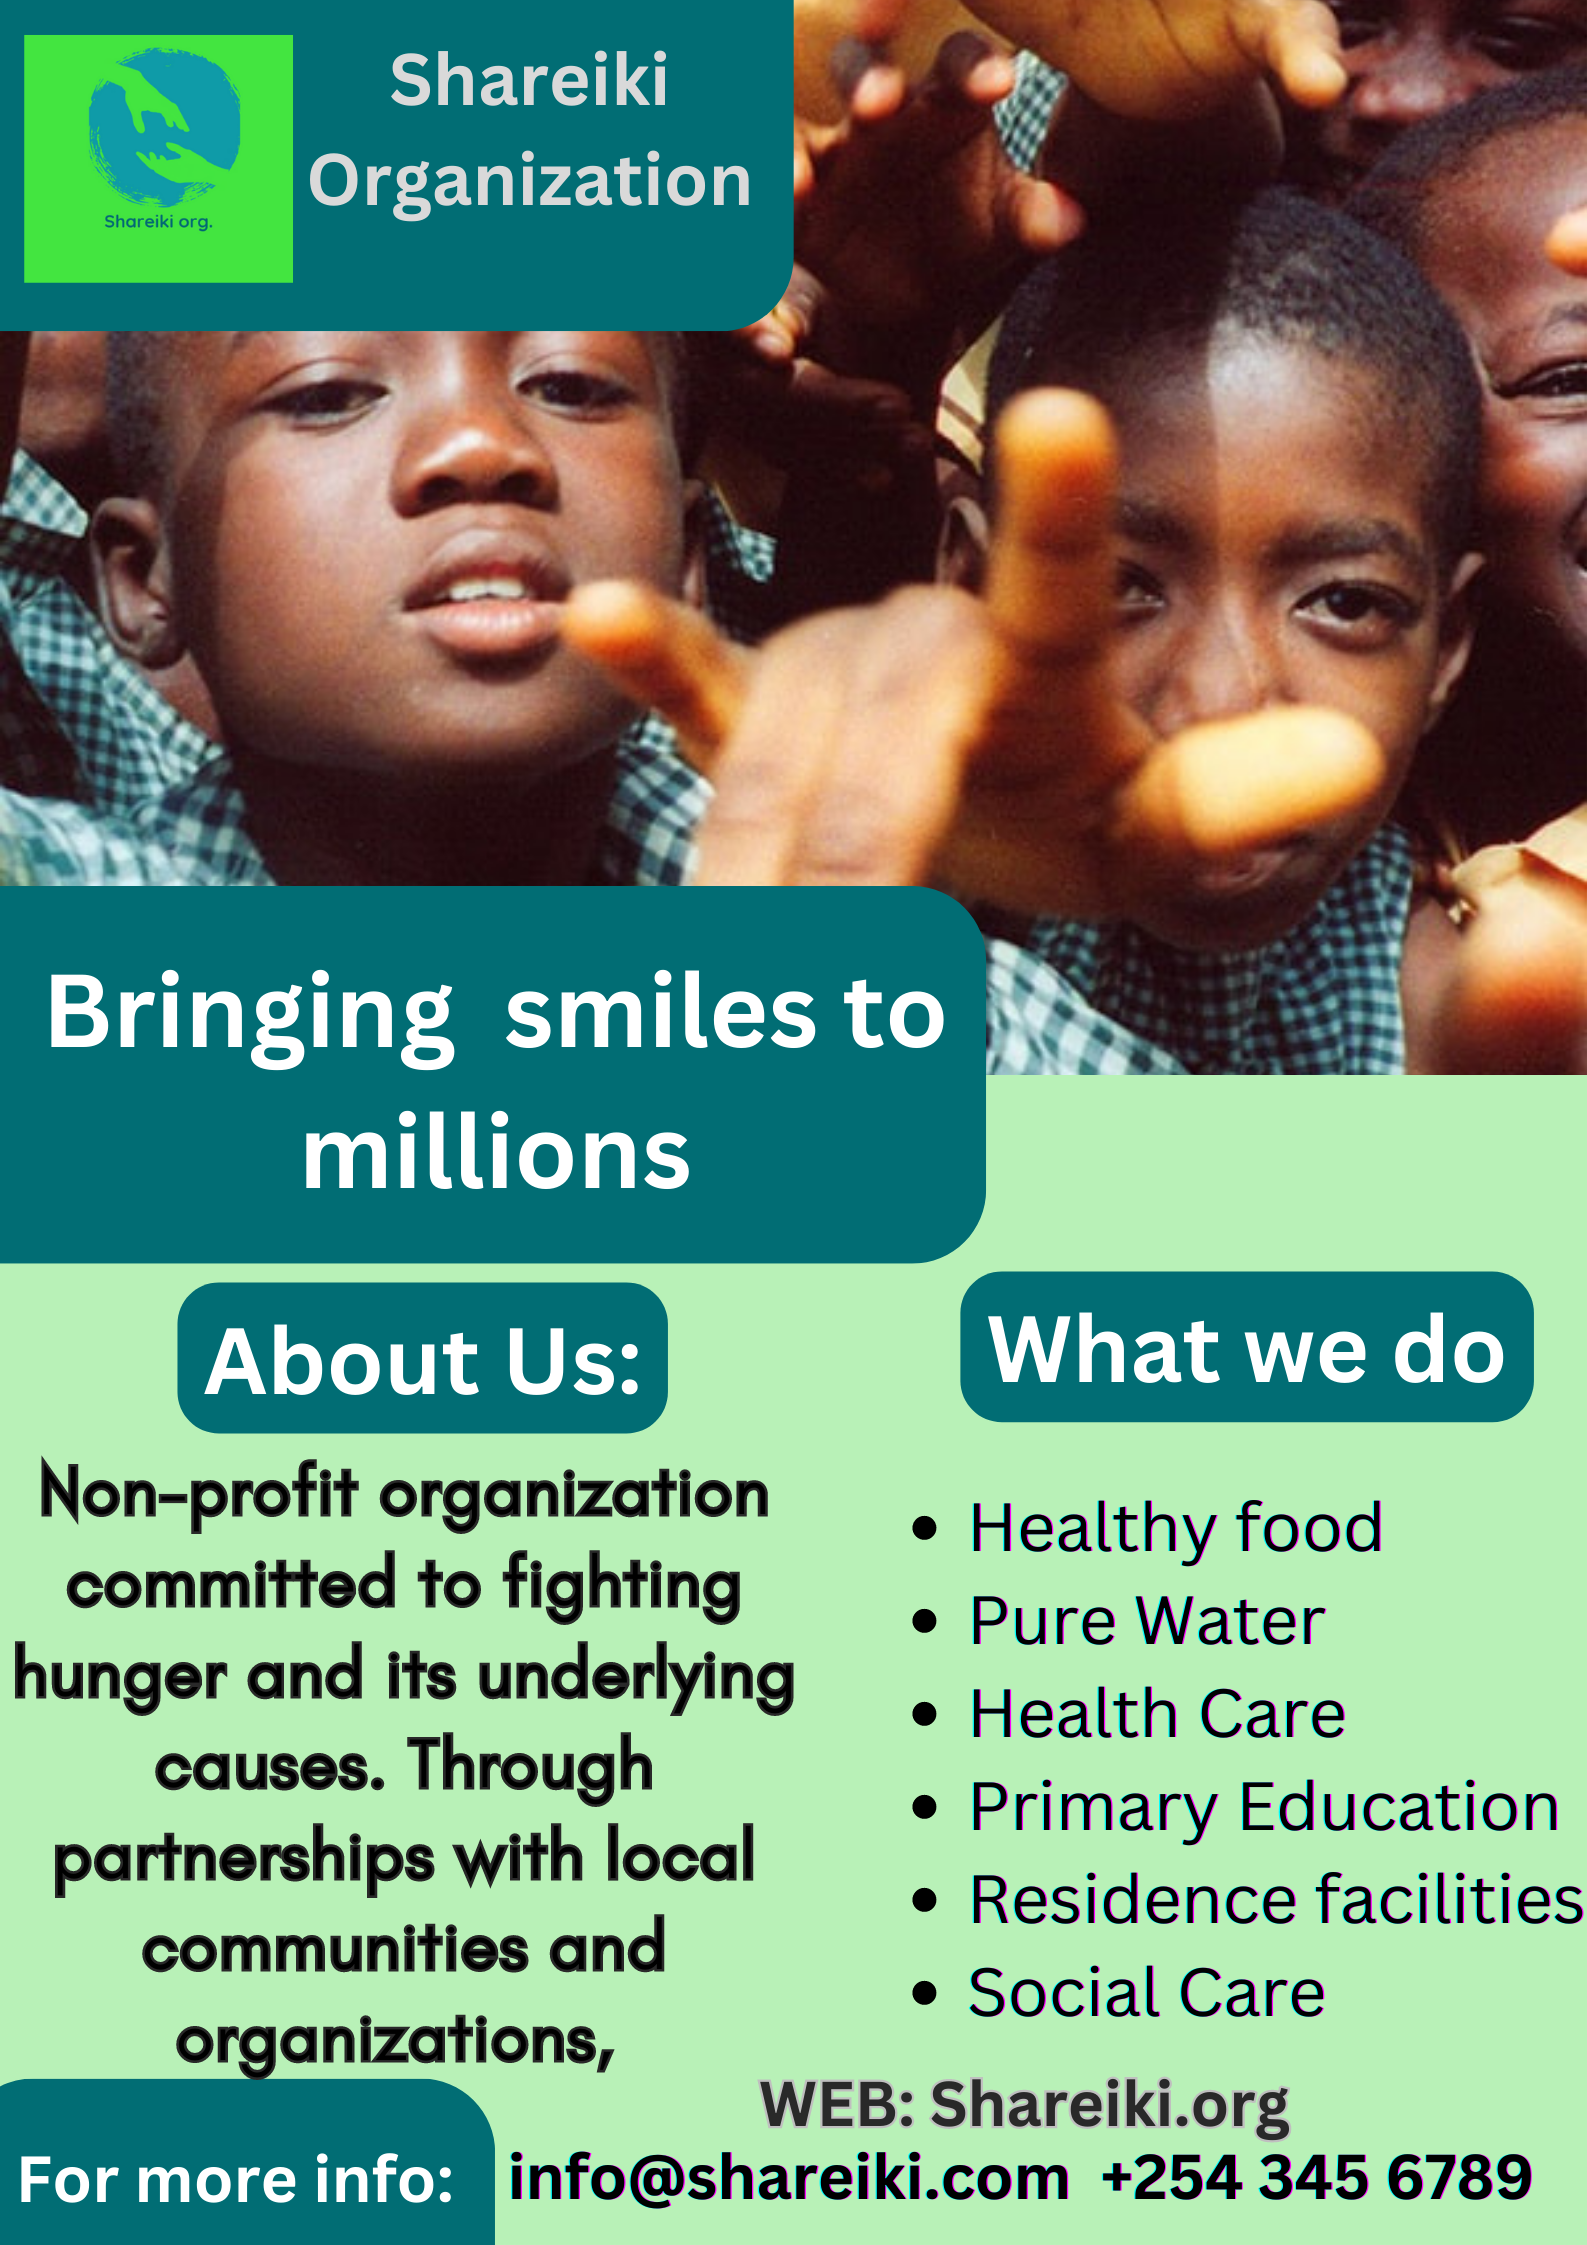 Shareiki org.
Shareiki
Organization
Bringing  smiles to
millions
About Us:
Non-profit organization
committed to fighting
hunger and its underlying
causes. Through
partnerships with local
communities and
organizations,
What we do
• Healthy food
• Pure Water
• Health Care
• Primary Education
• Residence facilities
• Social Care
WEB: Shareiki.org
For more info:
info@shareiki.com  +254 345 6789